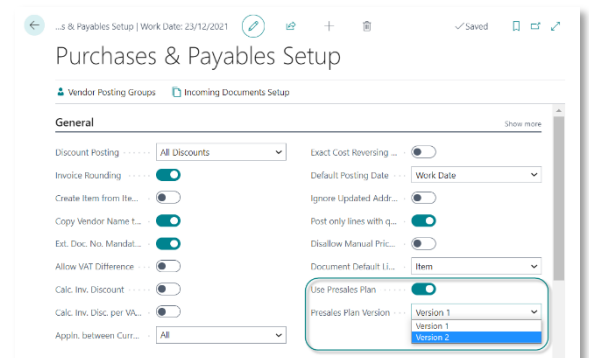 ...s & Payables Setup | Work Date: 23/12/2021
Saved
Purchases & Payables Setup
Vendor Posting Groups
Incoming Documents Setup
General
Show more
Discount Posting
All Discounts
Exact Cost Reversing ...
Invoice Rounding
Default Posting Date
Work Date
Create Item from Ite...
Ignore Updated Addr...
Copy Vendor Name t...
Post only lines with q...
Ext. Doc. No. Mandat...
Disallow Manual Pric...
Allow VAT Difference
Document Default Li...
Item
Calc. Inv. Discount
Use Presales Plan
Calc. Inv. Disc. per VA...
Presales Plan Version
Version 1
Version 1
Appln. between Curr...
All
Version 2